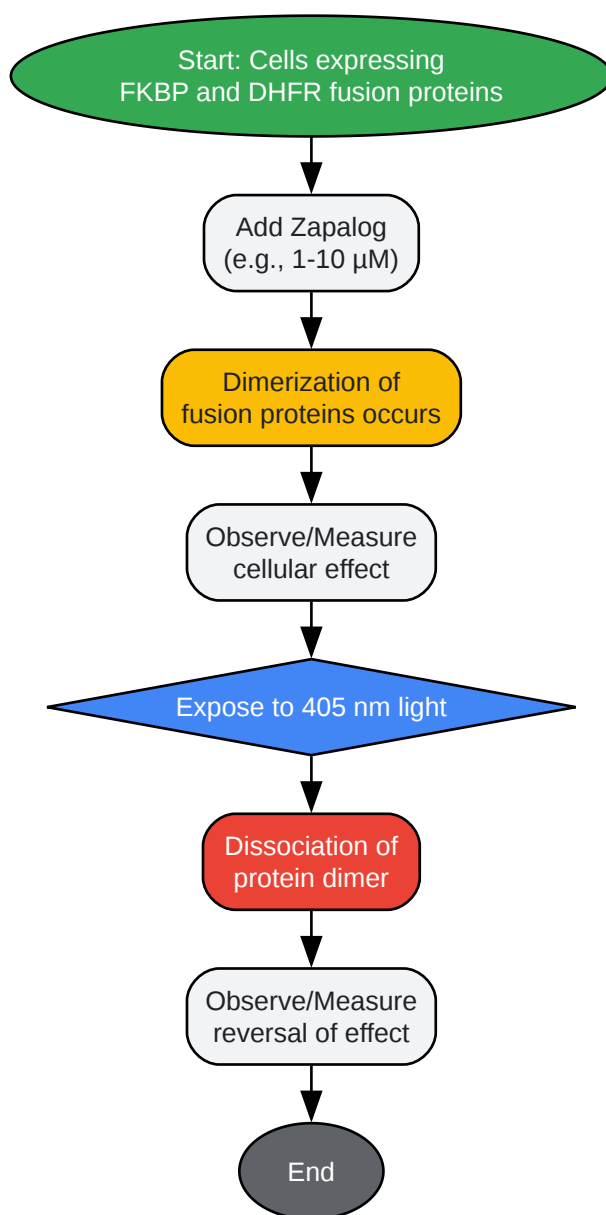 Start: Cells expressing
FKBP and DHFR fusion proteins
Add Zapalog
(e.g., 1-10 µM)
Dimerization of
fusion proteins occurs
Observe/Measure
cellular effect
Expose to 405 nm light
Dissociation of
protein dimer
Observe/Measure
reversal of effect
End